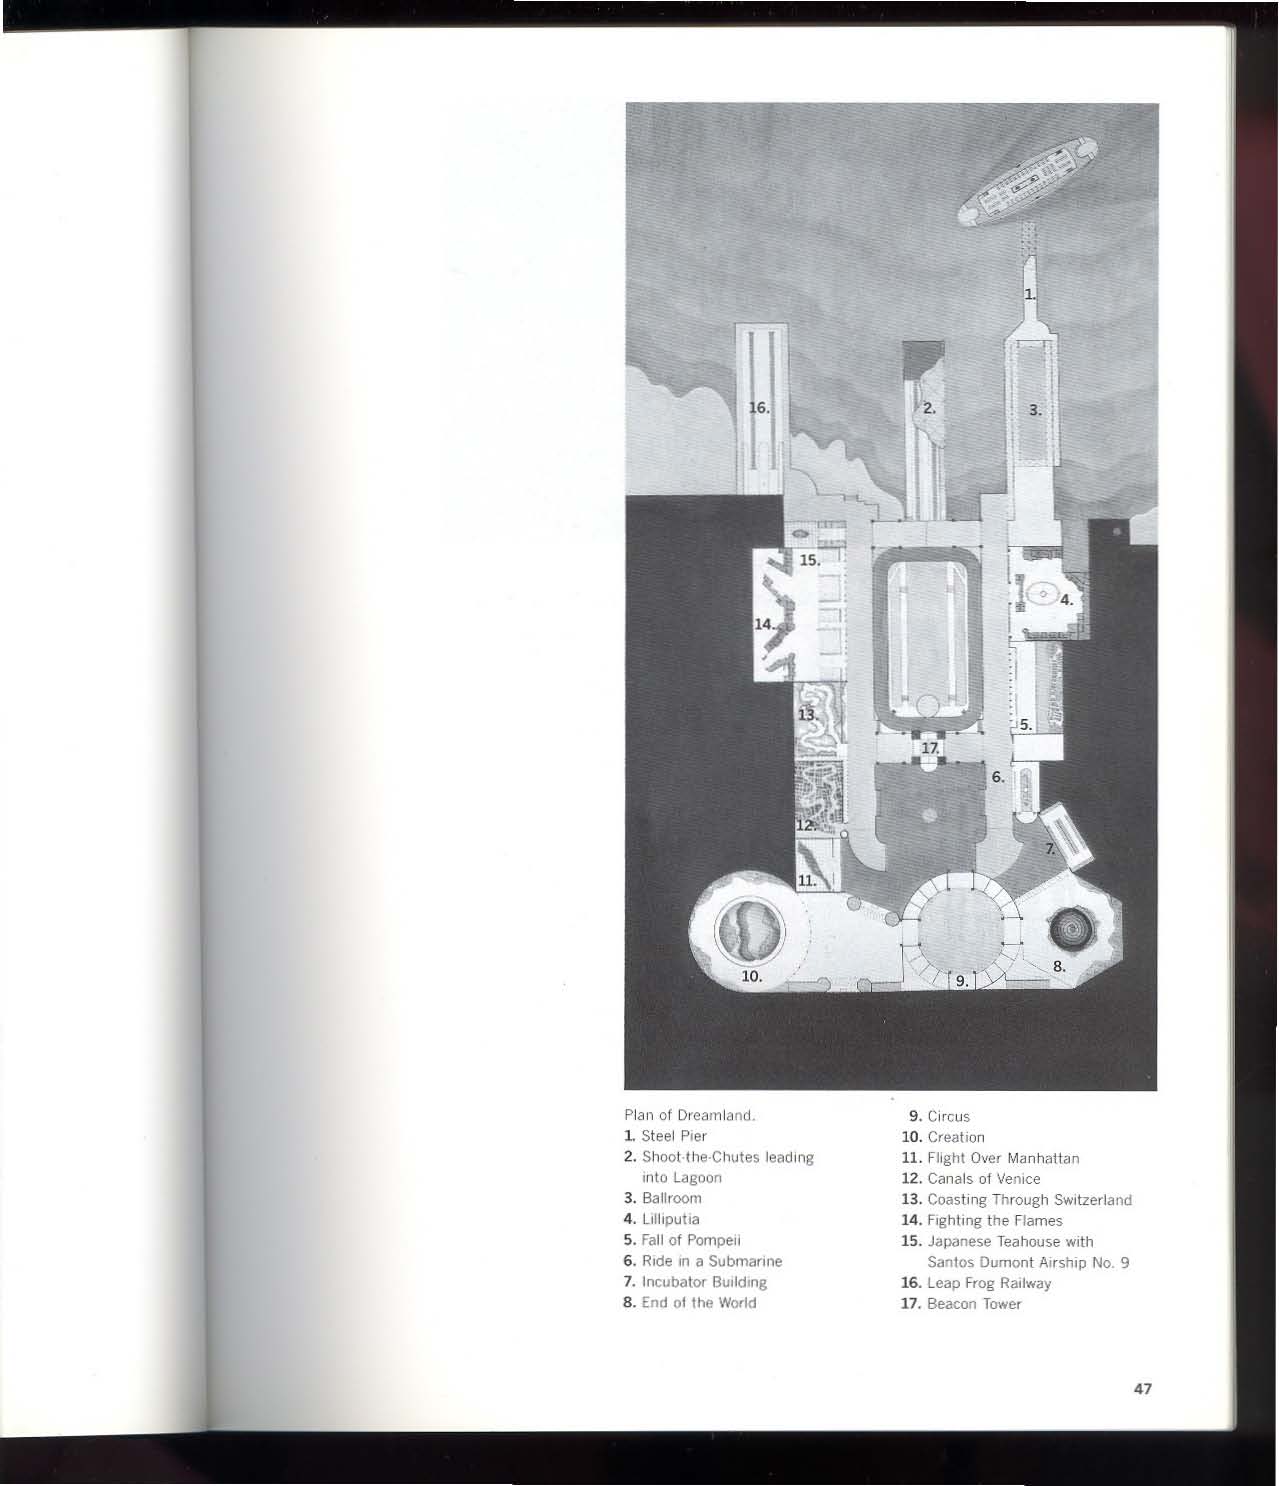 1.
16.
2.
3.
15.
4.
14.
13.
5.
17.
6.
12.
7.
11.
10.
8.
9.
Plan of Dreamland.
1. Steel Pier
2. Shoot-the-Chutes leading
into Lagoon
3. Ballroom
4. Lilliputia
5. Fall of Pompeii
6. Ride in a Submarine
7. Incubator Building
8. End of the World
9. Circus
10. Creation
11. Flight Over Manhattan
12. Canals of Venice
13. Coasting Through Switzerland
14. Fighting the Flames
15. Japanese Teahouse with
Santos Dumont Airship No. 9
16. Leap Frog Railway
17. Beacon Tower
47